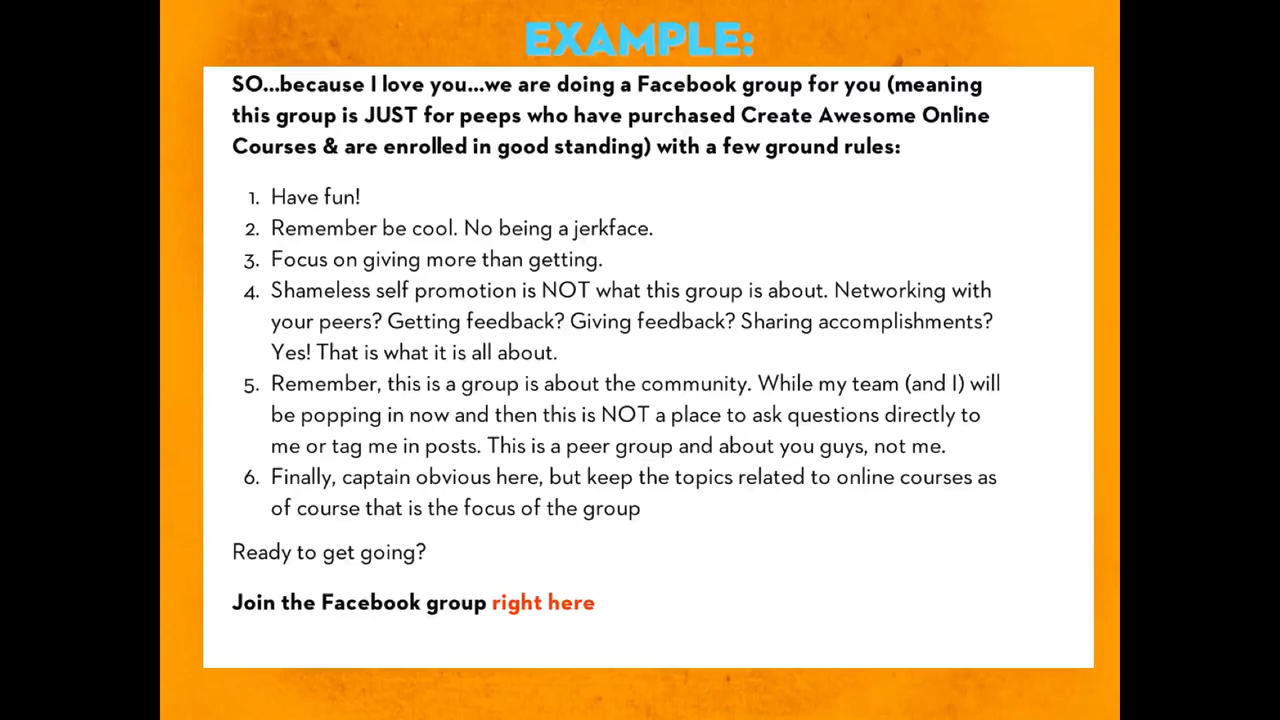 EXAMPLE:
SO...because I love you...we are doing a Facebook group for you (meaning
this group is JUST for peeps who have purchased Create Awesome Online
Courses & are enrolled in good standing) with a few ground rules:
1. Have fun!
2. Remember be cool. No being a jerkface.
3. Focus on giving more than getting.
4. Shameless self promotion is NOT what this group is about. Networking with
your peers? Getting feedback? Giving feedback? Sharing accomplishments?
Yes! That is what it is all about.
5. Remember, this is a group is about the community. While my team (and I) will
be popping in now and then this is NOT a place to ask questions directly to
me or tag me in posts. This is a peer group and about you guys, not me.
6. Finally, captain obvious here, but keep the topics related to online courses as
of course that is the focus of the group
Ready to get going?
Join the Facebook group right here